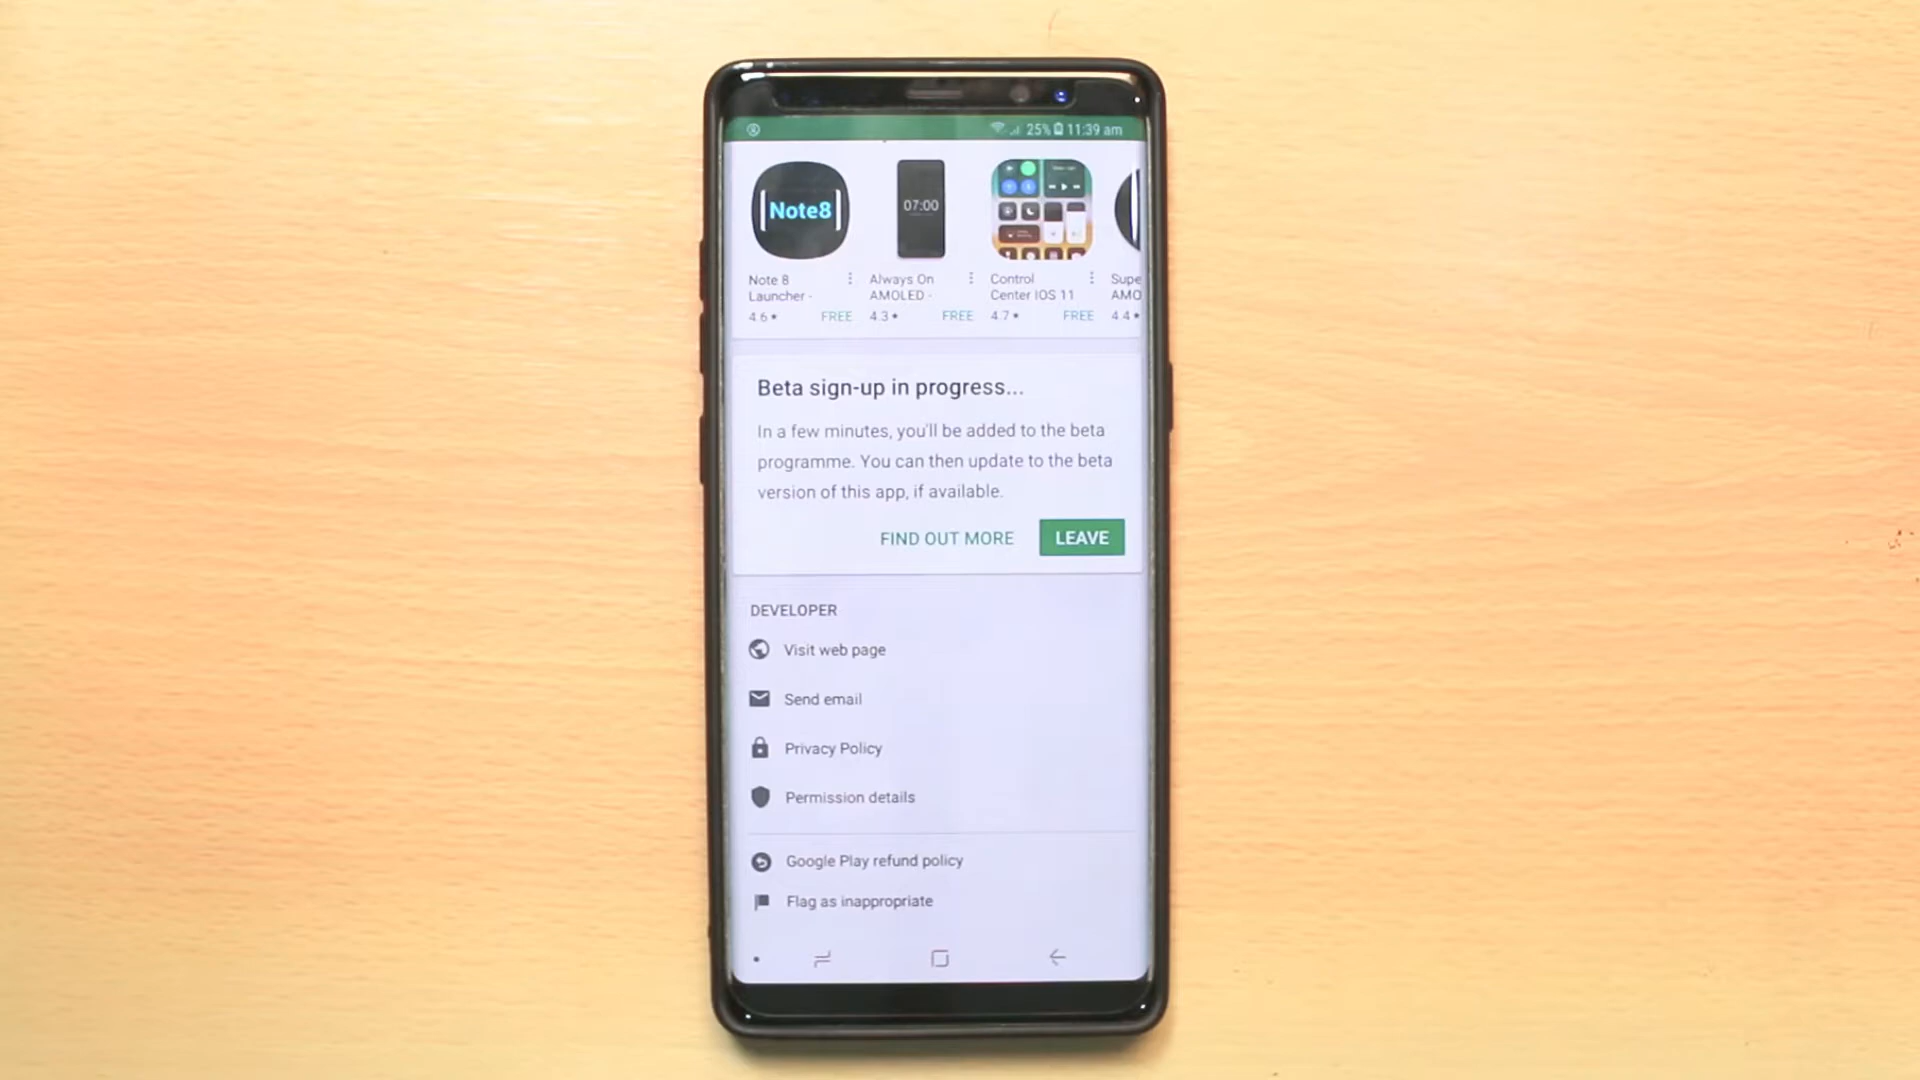 25% 11:39 am
Note8
07:00
Note 8
Launcher -
4.6★ FREE
Always On
AMOLED -
4.3★ FREE
Control
Center IOS 11
4.7★ FREE
Supe
AMO
4.4★
Beta sign-up in progress...
In a few minutes, you'll be added to the beta
programme. You can then update to the beta
version of this app, if available.
FIND OUT MORE LEAVE
DEVELOPER
Visit web page
Send email
Privacy Policy
Permission details
Google Play refund policy
Flag as inappropriate